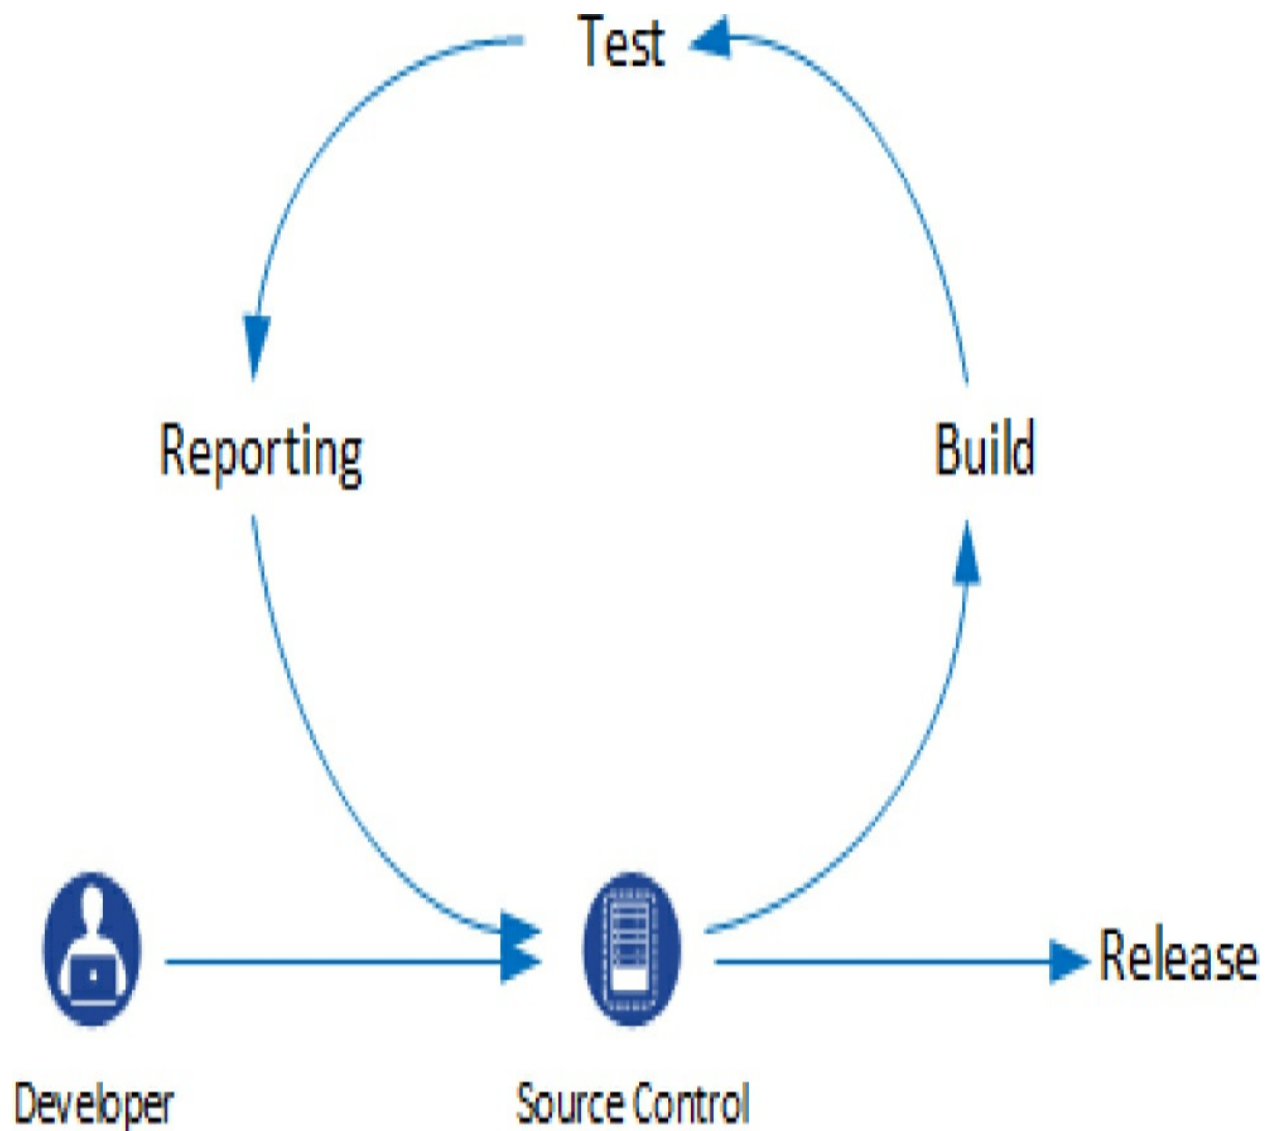 Test
Reporting
Build
Release
Developer
Source Control